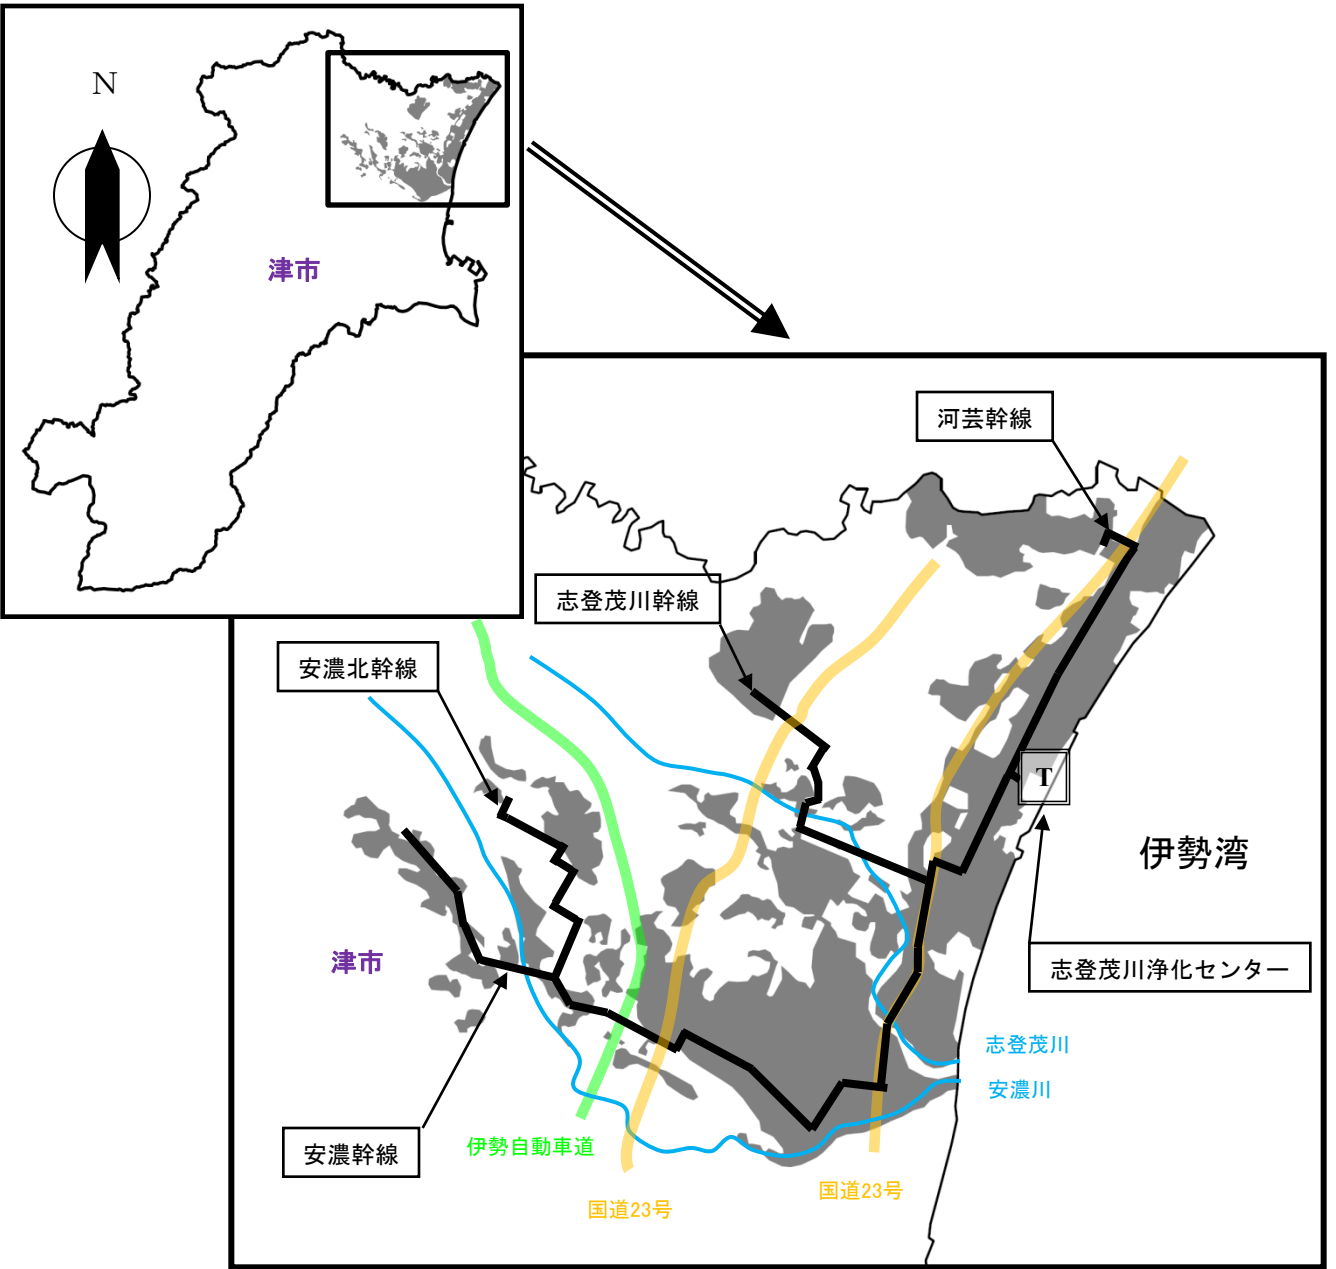 N
津市
河芸幹線
志登茂川幹線
安濃北幹線
T
伊勢湾
津市
志登茂川浄化センター
志登茂川
安濃川
安濃幹線
伊勢自動車道
国道23号
国道23号